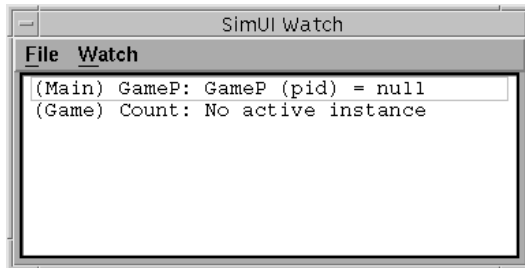 SimUI Watch
File Watch
(Main) GameP: GameP (pid) = null
(Game) Count: No active instance